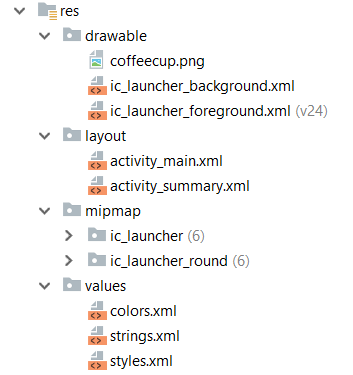 res
drawable
coffeecup.png
ic_launcher_background.xml
ic_launcher_foreground.xml (v24)
layout
activity_main.xml
activity_summary.xml
mipmap
ic_launcher (6)
ic_launcher_round (6)
values
colors.xml
strings.xml
styles.xml